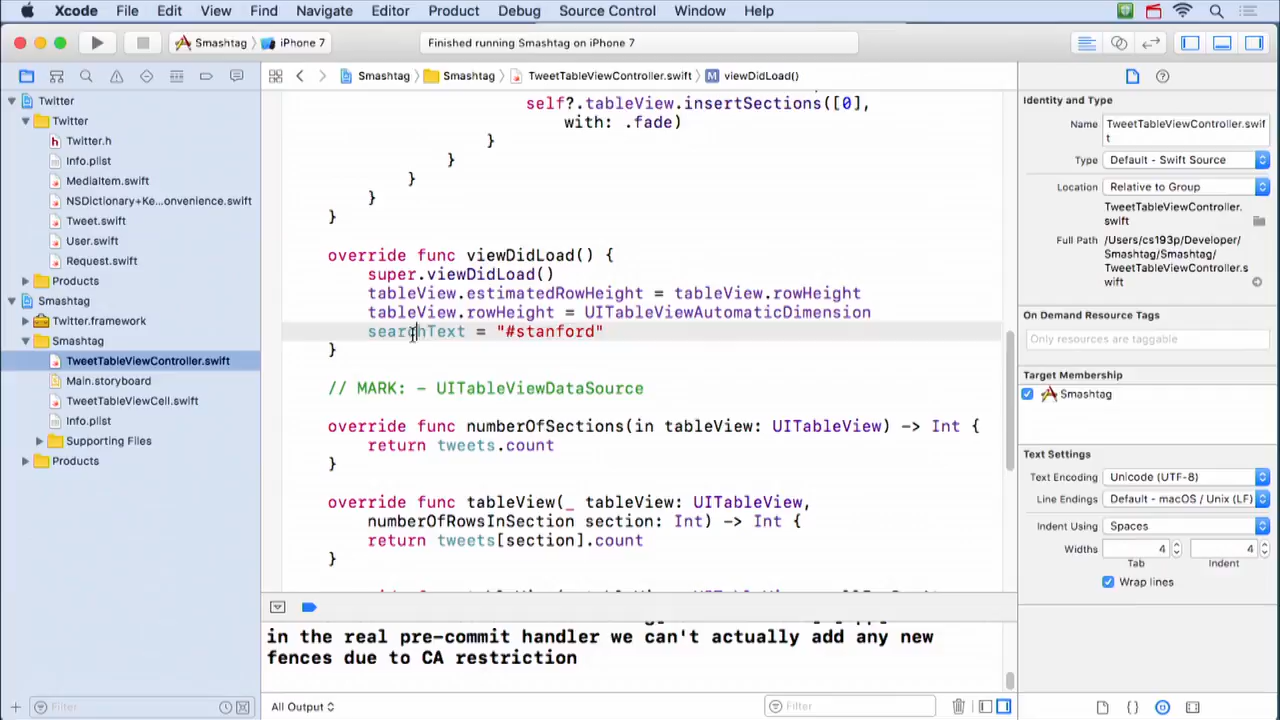 Xcode File Edit View Find Navigate Editor Product Debug Source Control Window Help
Smashtag iPhone 7
Finished running Smashtag on iPhone 7
Smashtag Smashtag TweetTableViewController.swift M viewDidLoad()
Twitter
Twitter
Twitter.h
Info.plist
MediaItem.swift
NSDictionary+Ke...onvenience.swift
Tweet.swift
User.swift
Request.swift
Products
Smashtag
Twitter.framework
Smashtag
TweetTableViewController.swift
Main.storyboard
TweetTableViewCell.swift
Info.plist
Supporting Files
Products
Filter
self?.tableView.insertSections([0],
with: .fade)
}
}
}
}
}
override func viewDidLoad() {
super.viewDidLoad()
tableView.estimatedRowHeight = tableView.rowHeight
tableView.rowHeight = UITableViewAutomaticDimension
searchText = "#stanford"
}
// MARK: - UITableViewDataSource
override func numberOfSections(in tableView: UITableView) -> Int {
return tweets.count
}
override func tableView(_ tableView: UITableView,
numberOfRowsInSection section: Int) -> Int {
return tweets[section].count
}
in the real pre-commit handler we can't actually add any new
fences due to CA restriction
All Output
Filter
Identity and Type
Name TweetTableViewController.swif
t
Type Default - Swift Source
Location Relative to Group
TweetTableViewController.
swift
Full Path /Users/cs193p/Developer/
Smashtag/Smashtag/
TweetTableViewController.s
wift
On Demand Resource Tags
Only resources are taggable
Target Membership
Smashtag
Text Settings
Text Encoding Unicode (UTF-8)
Line Endings Default - macOS / Unix (LF)
Indent Using Spaces
Widths 4 4
Tab Indent
Wrap lines